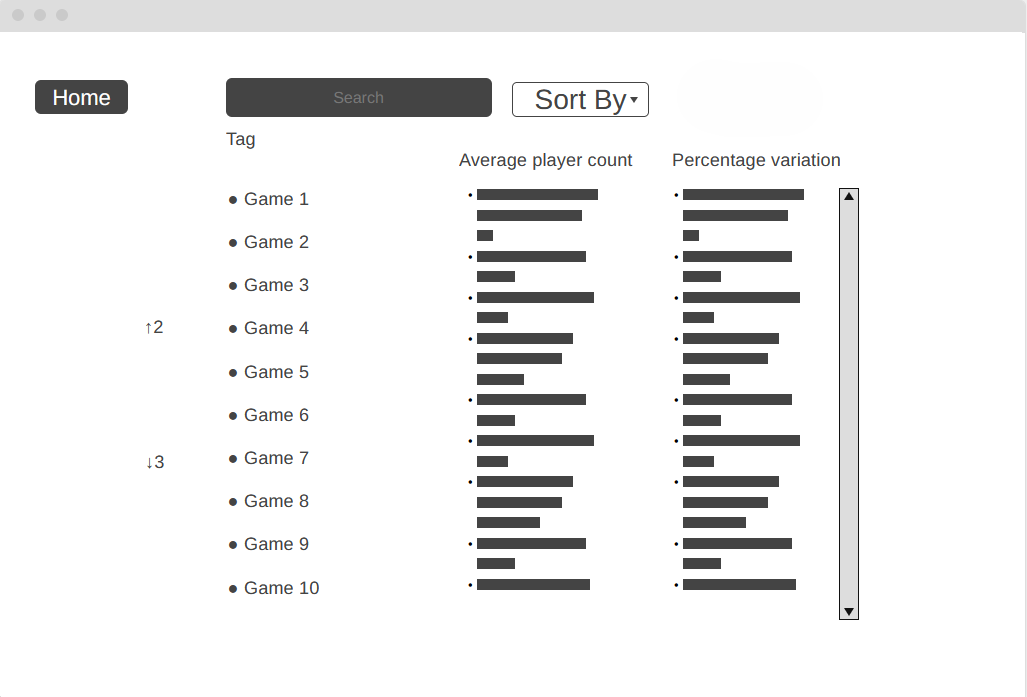 Home
Search
Sort By
Tag
Average player count
Percentage variation
Game 1
Game 2
Game 3
↑2
Game 4
Game 5
Game 6
Game 7
↓3
Game 8
Game 9
Game 10